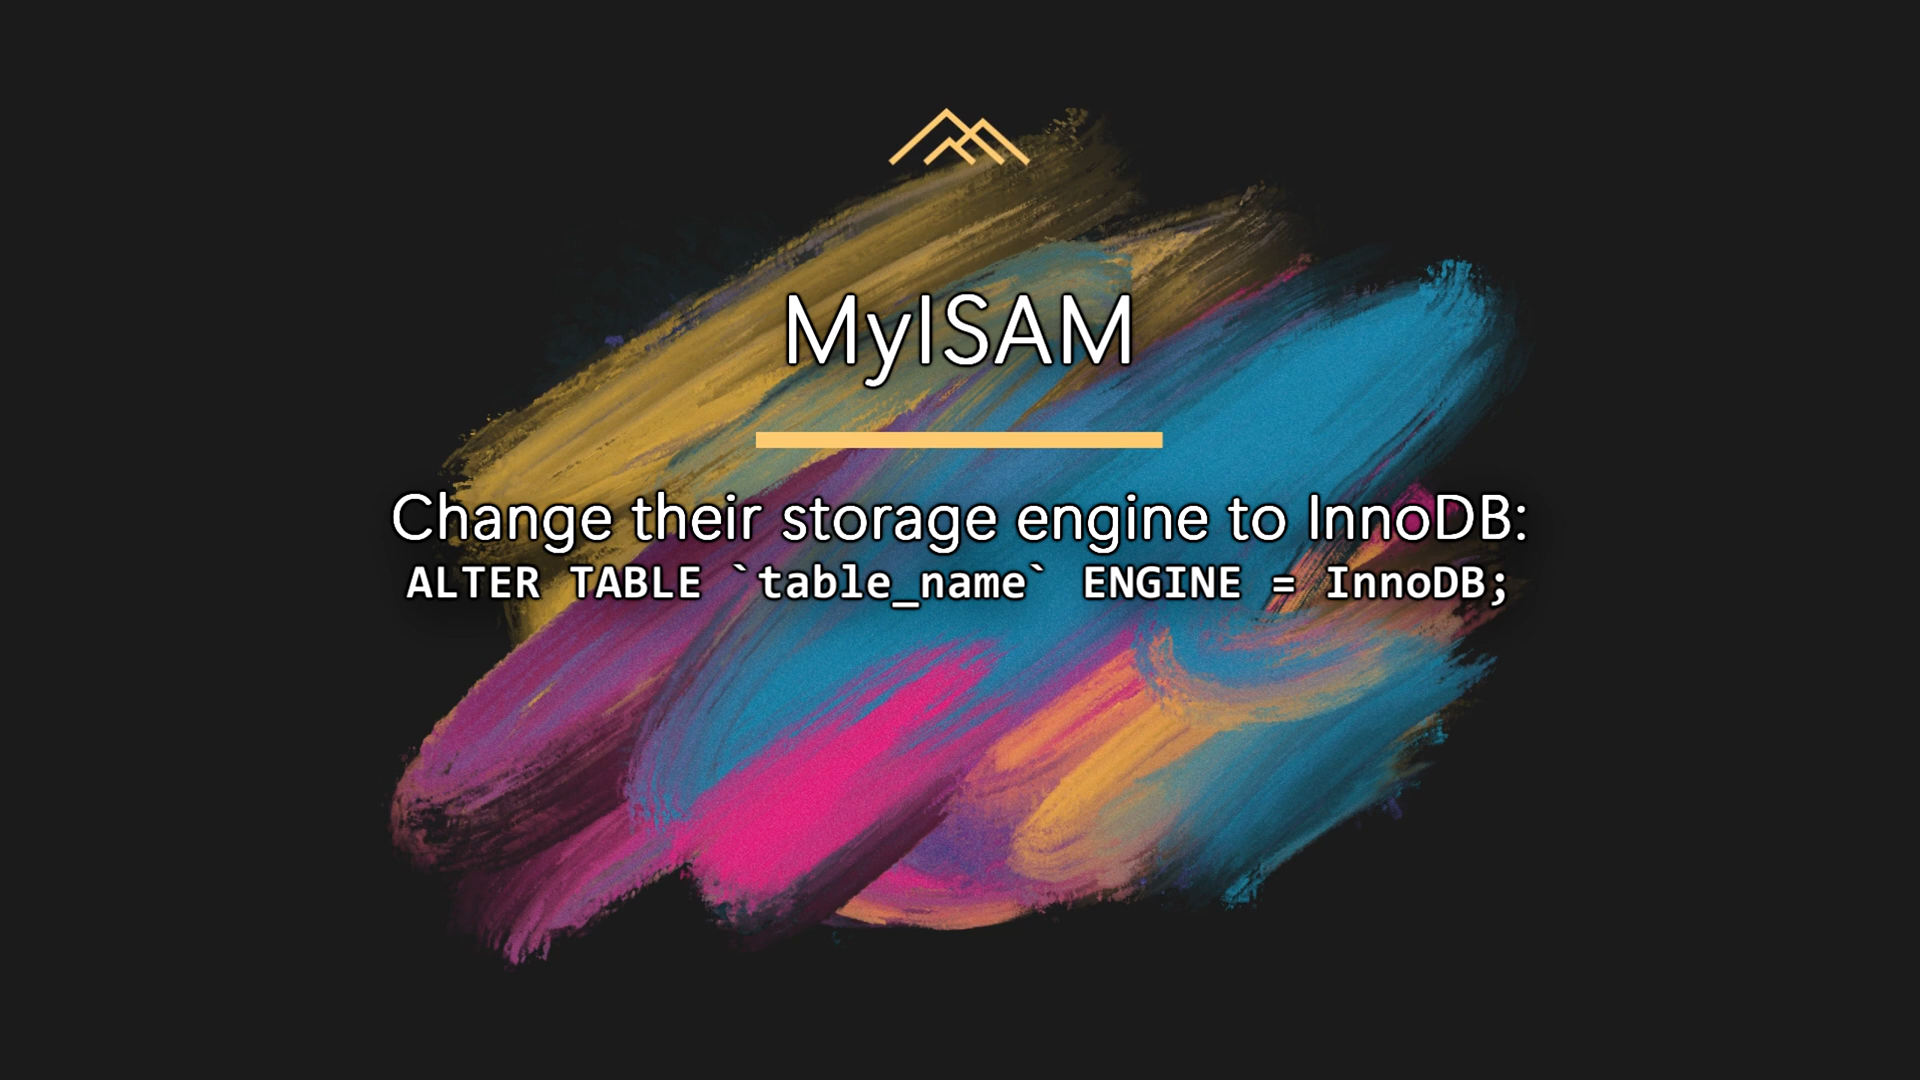 MyISAM
Change their storage engine to InnoDB:
ALTER TABLE `table_name` ENGINE = InnoDB;